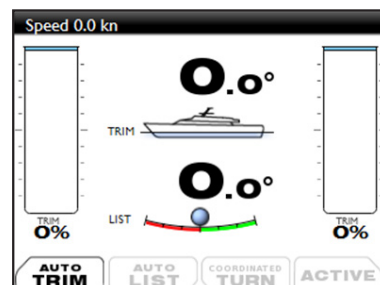 Speed 0.0 kn
0.0°
TRIM
0.0°
LIST
TRIM
0%
TRIM
0%
AUTO
TRIM
AUTO
LIST
COORDINATED
TURN
ACTIVE